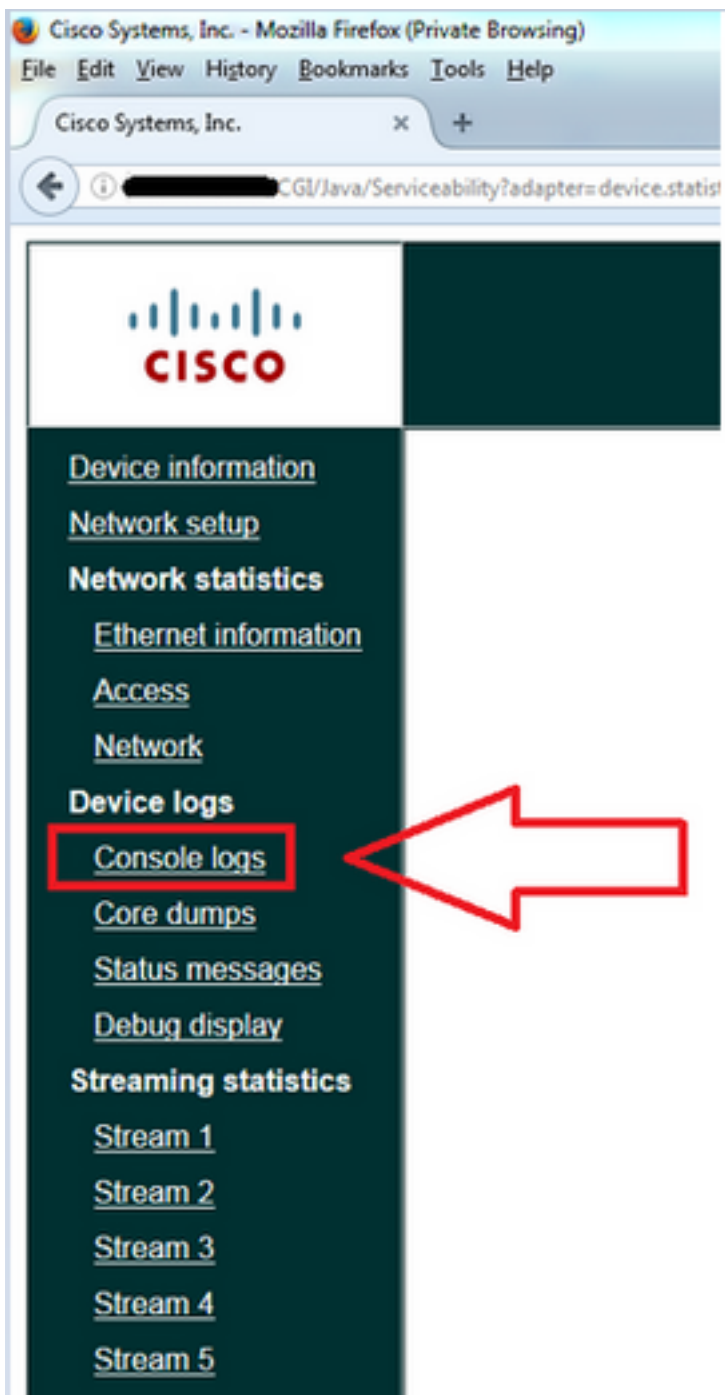 Cisco Systems, Inc. - Mozilla Firefox (Private Browsing)
File Edit View History Bookmarks Tools Help
Cisco Systems, Inc. × +
CGI/Java/Serviceability?adapter=device.statist
CISCO
Device information
Network setup
Network statistics
Ethernet information
Access
Network
Device logs
Console logs
Core dumps
Status messages
Debug display
Streaming statistics
Stream 1
Stream 2
Stream 3
Stream 4
Stream 5